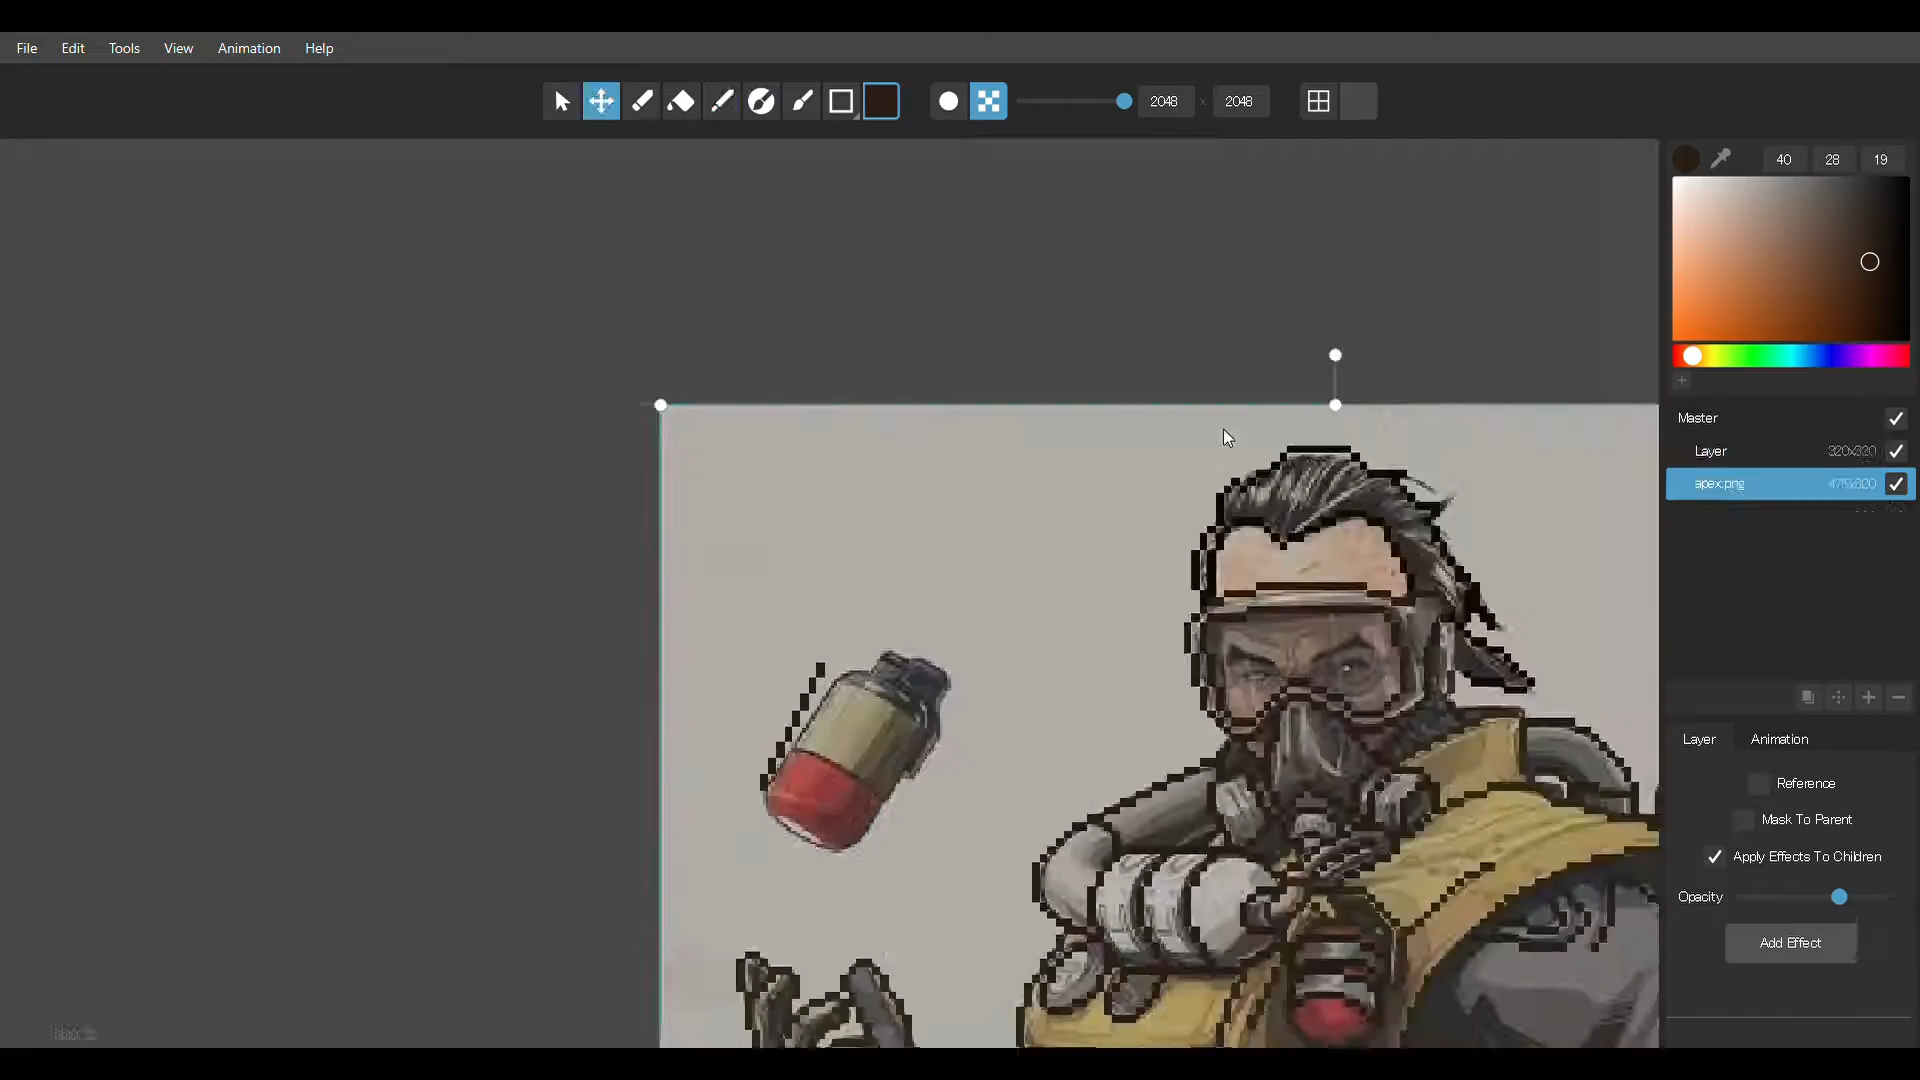 File Edit Tools View Animation Help
2048 x 2048
40 28 19
+
Master
Layer 320x320
apex.png
Layer Animation
Reference
Mask To Parent
Apply Effects To Children
Opacity
Add Effect